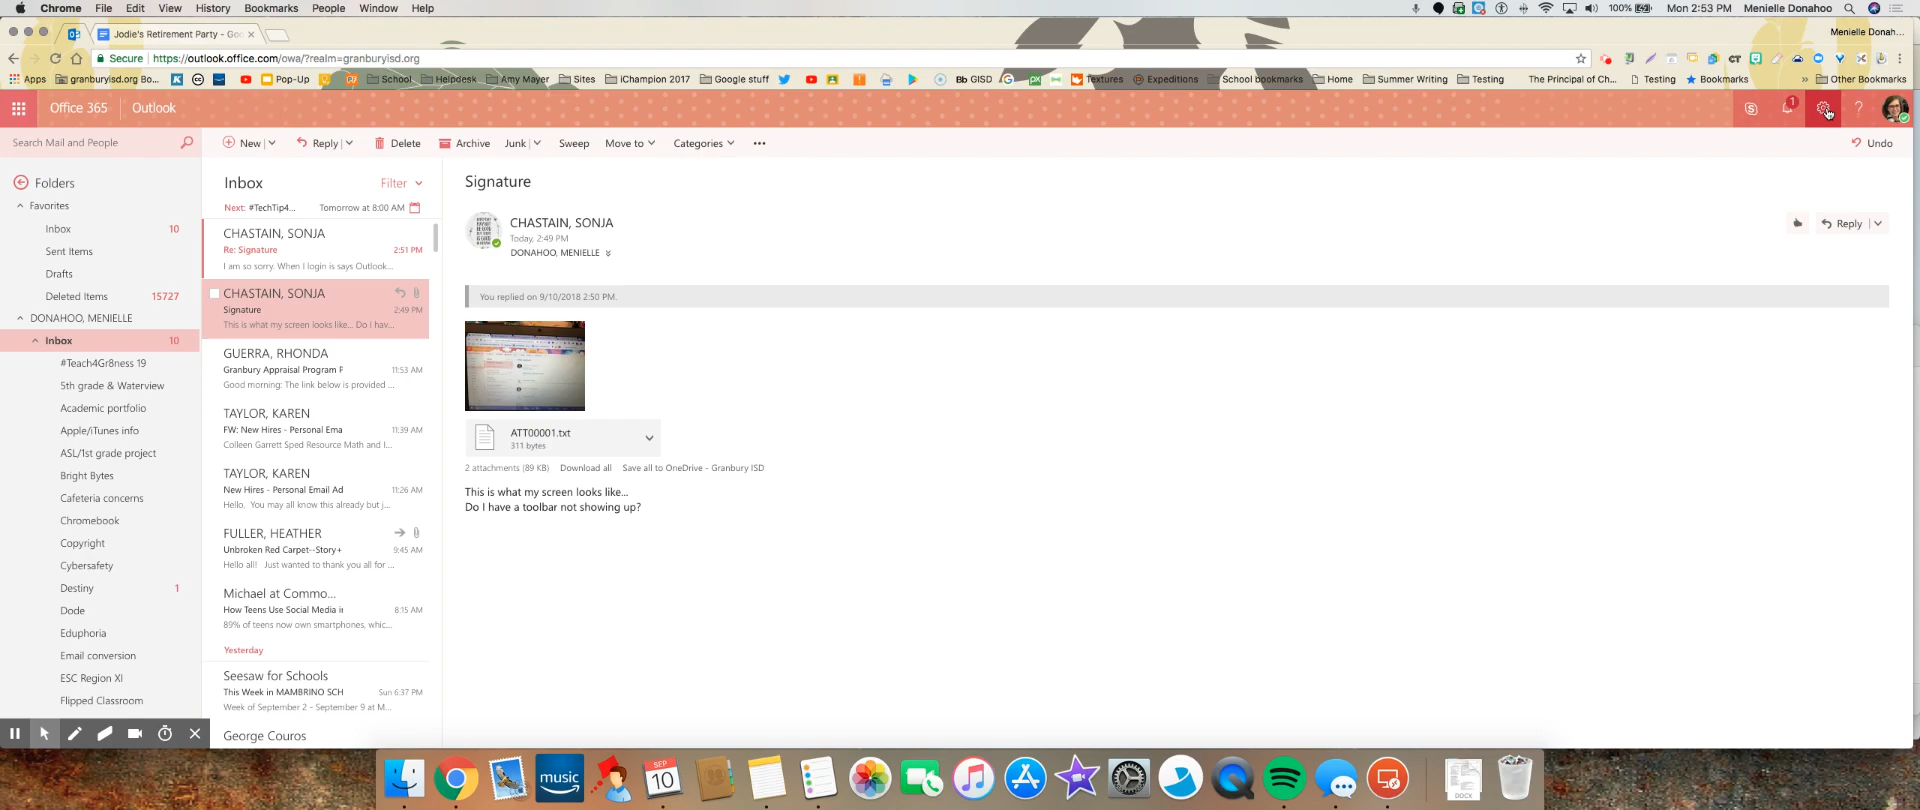 Chrome File Edit View History Bookmarks People Window Help 100% Mon 2:53 PM Menielle Donahoo
Jodie's Retirement Party - Goo Menielle Donah...
Secure https://outlook.office.com/owa/?realm=granburyisd.org
Apps granburyisd.org Bo... Pop-Up School Helpdesk Amy Mayer Sites iChampion 2017 Google stuff Bb GISD Textures Expeditions School bookmarks Home Summer Writing Testing The Principal of Ch... Testing Bookmarks » Other Bookmarks
Office 365 Outlook 1 ?
Search Mail and People New Reply Delete Archive Junk Sweep Move to Categories ... Undo
Folders
Favorites
Inbox 10
Sent Items
Drafts
Deleted Items 15727
DONAHOO, MENIELLE
Inbox 10
#Teach4Gr8ness 19
5th grade & Waterview
Academic portfolio
Apple/iTunes info
ASL/1st grade project
Bright Bytes
Cafeteria concerns
Chromebook
Copyright
Cybersafety
Destiny 1
Dode
Eduphoria
Email conversion
ESC Region XI
Flipped Classroom
Inbox Filter
Next: #TechTip4... Tomorrow at 8:00 AM
CHASTAIN, SONJA
Re: Signature 2:51 PM
I am so sorry. When I login is says Outlook...
CHASTAIN, SONJA
Signature 2:49 PM
This is what my screen looks like... Do I hav...
GUERRA, RHONDA
Granbury Appraisal Program F 11:53 AM
Good morning: The link below is provided ...
TAYLOR, KAREN
FW: New Hires - Personal Ema 11:39 AM
Colleen Garrett Sped Resource Math and I...
TAYLOR, KAREN
New Hires - Personal Email Ad 11:26 AM
Hello, You may all know this already but j...
FULLER, HEATHER
Unbroken Red Carpet--Story+ 9:45 AM
Hello all! Just wanted to thank you all for ...
Michael at Commo...
How Teens Use Social Media in 8:15 AM
89% of teens now own smartphones, whic...
Yesterday
Seesaw for Schools
This Week in MAMBRINO SCH Sun 6:37 PM
Week of September 2 - September 9 at M...
George Couros
Signature
CHASTAIN, SONJA
Today, 2:49 PM
DONAHOO, MENIELLE
Reply
You replied on 9/10/2018 2:50 PM.
ATT00001.txt
311 bytes
2 attachments (89 KB) Download all Save all to OneDrive - Granbury ISD
This is what my screen looks like...
Do I have a toolbar not showing up?
music
SEP
10
DOCX